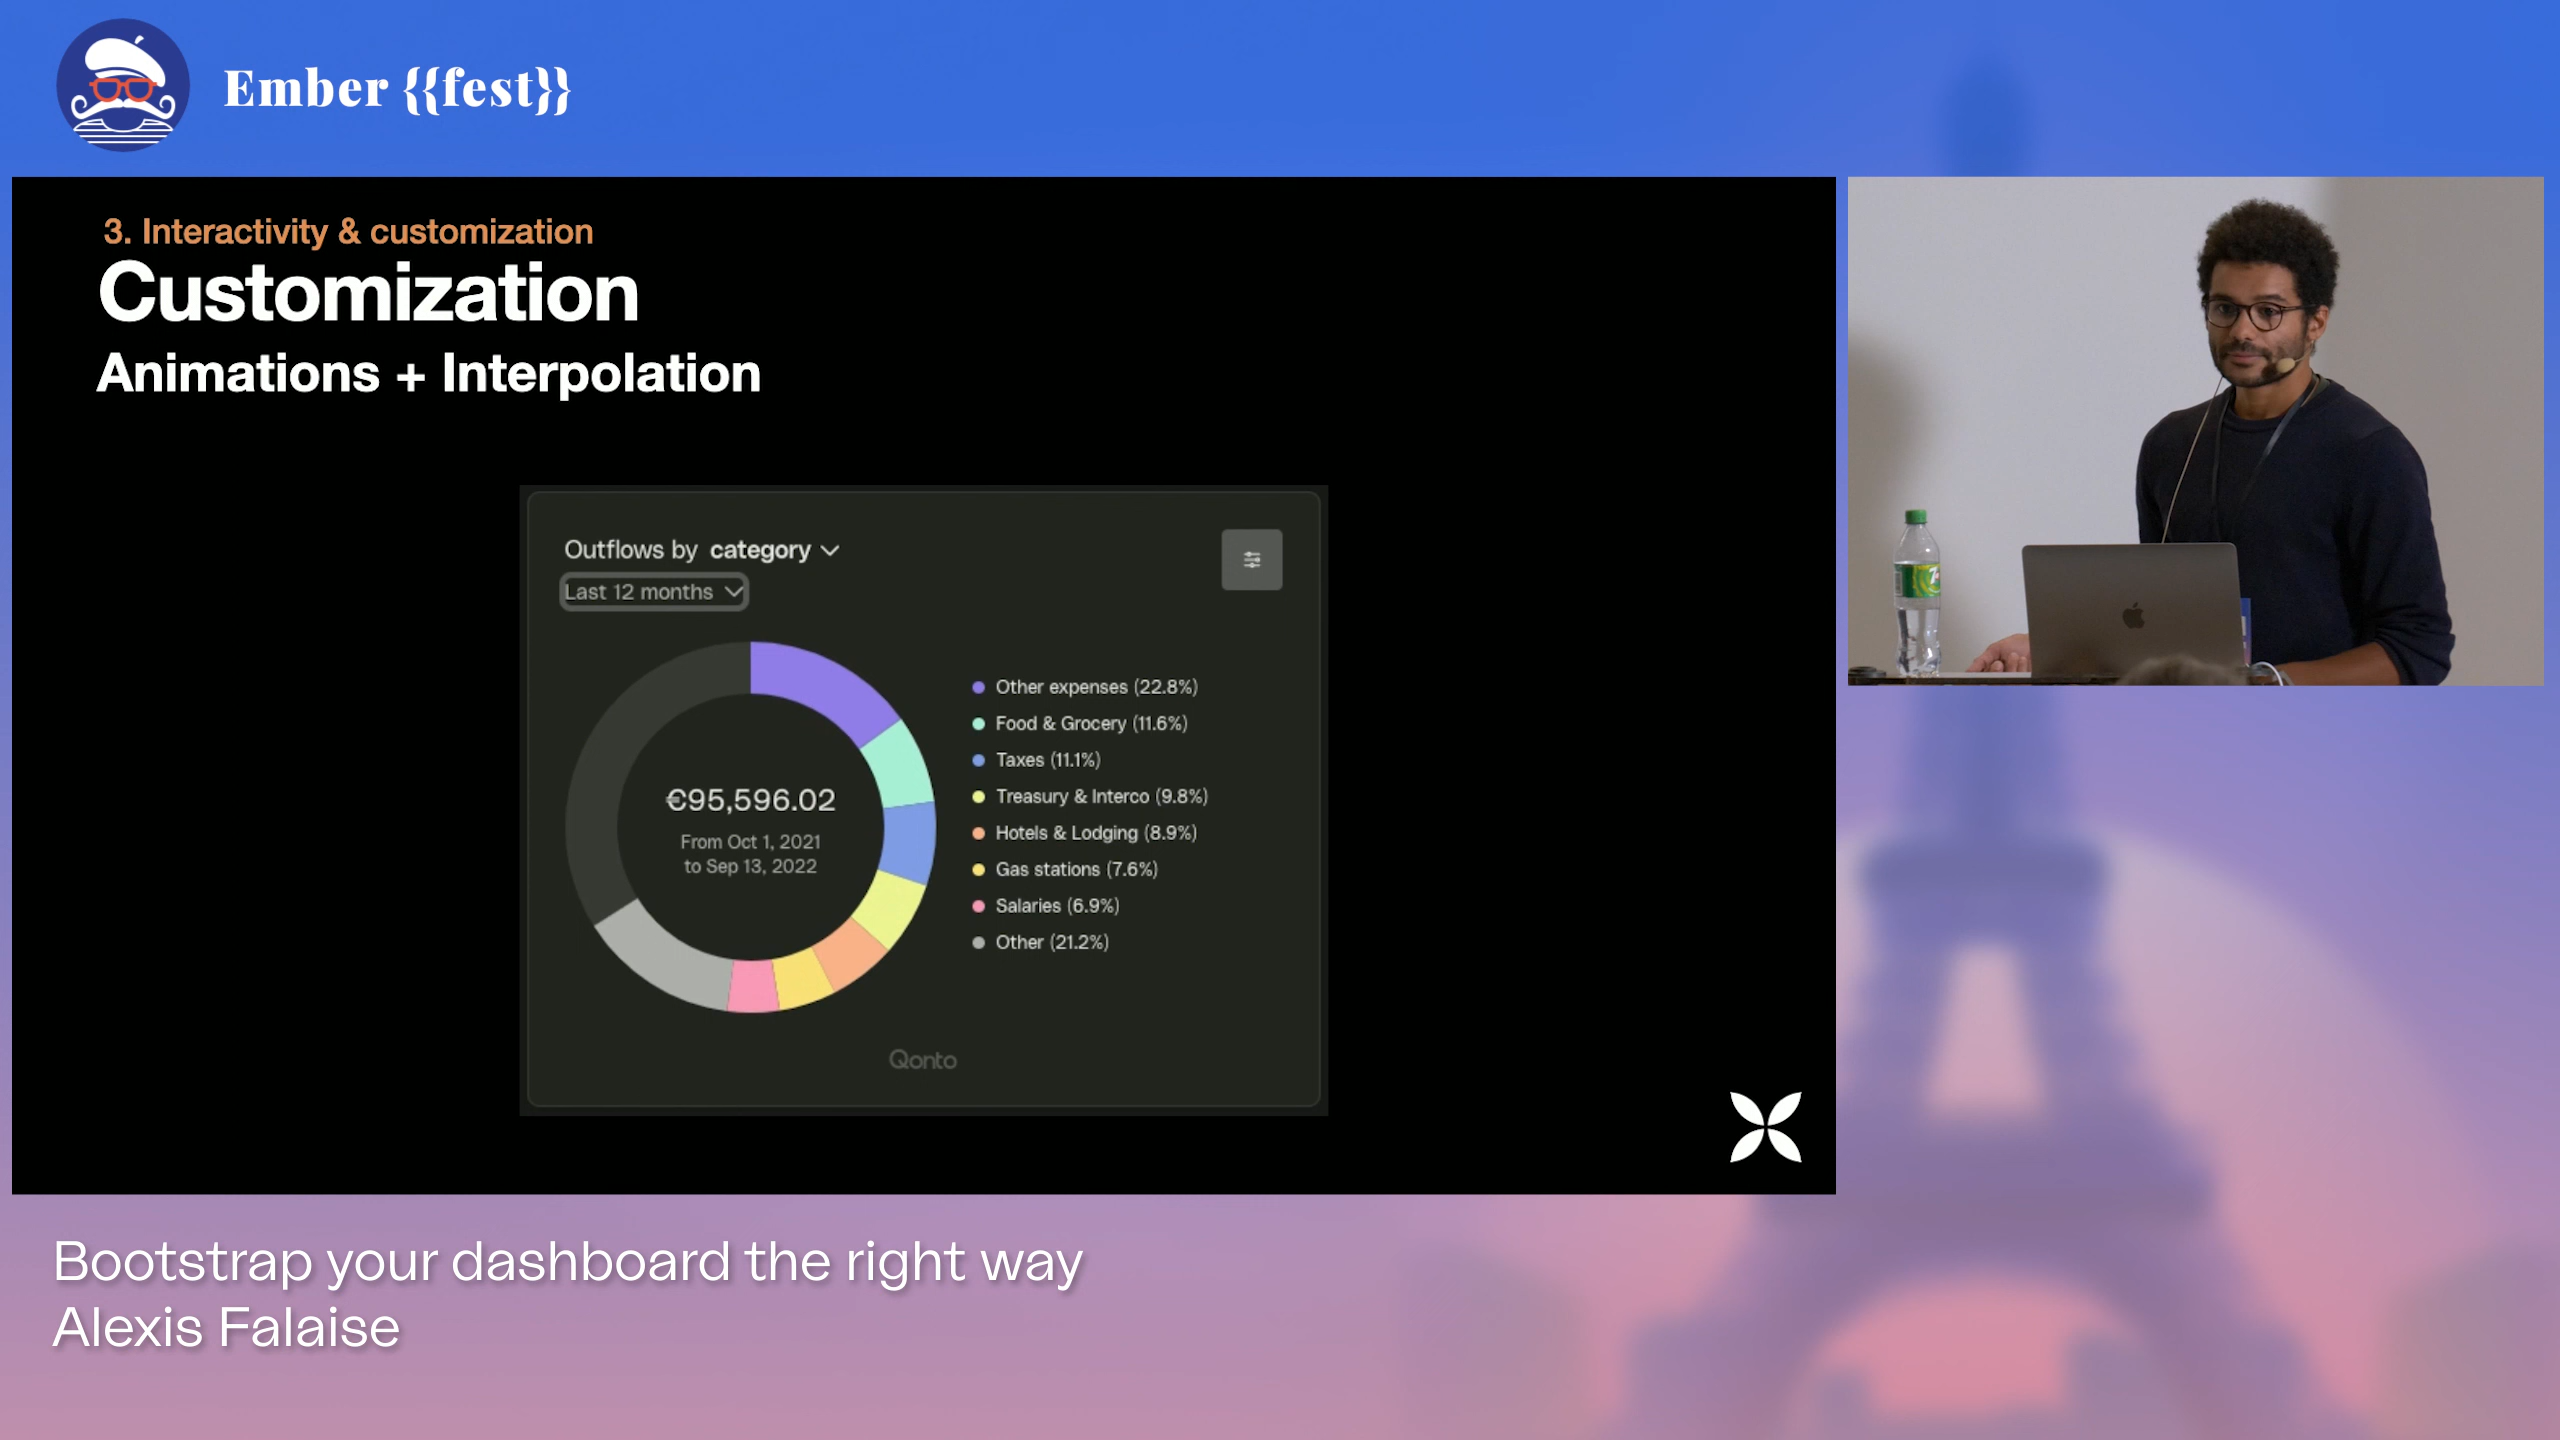 Ember {{fest}}
3. Interactivity & customization
Customization
Animations + Interpolation
Outflows by category
Last 12 months
€95,596.02
From Oct 1, 2021
to Sep 13, 2022
Other expenses (22.8%)
Food & Grocery (11.6%)
Taxes (11.1%)
Treasury & Interco (9.8%)
Hotels & Lodging (8.9%)
Gas stations (7.6%)
Salaries (6.9%)
Other (21.2%)
Qonto
Bootstrap your dashboard the right way
Alexis Falaise